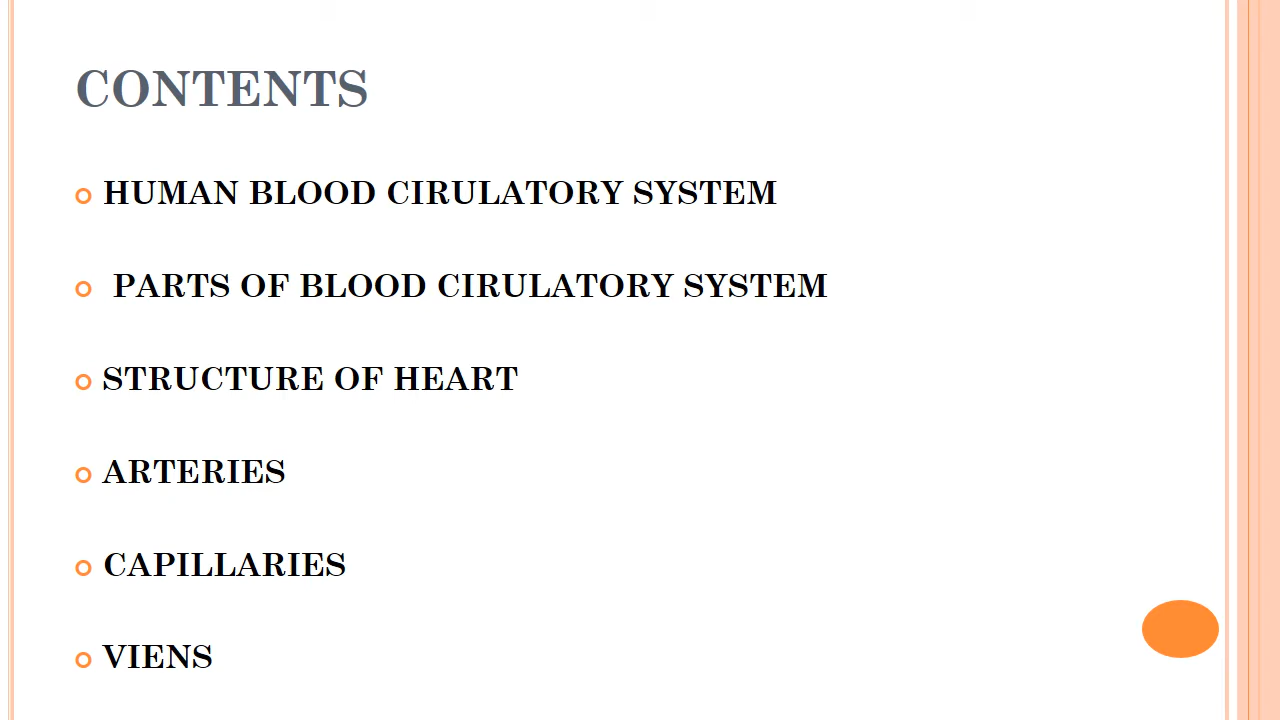 CONTENTS
HUMAN BLOOD CIRULATORY SYSTEM
PARTS OF BLOOD CIRULATORY SYSTEM
STRUCTURE OF HEART
ARTERIES
CAPILLARIES
VIENS